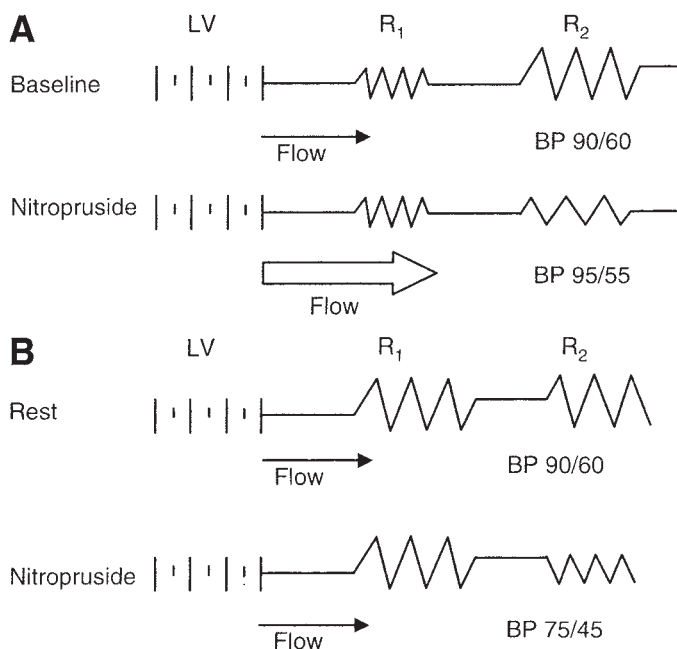 A
LV R1 R2
Baseline
Flow
BP 90/60
Nitropruside
Flow
BP 95/55
B
LV R1 R2
Rest
Flow
BP 90/60
Nitropruside
Flow
BP 75/45